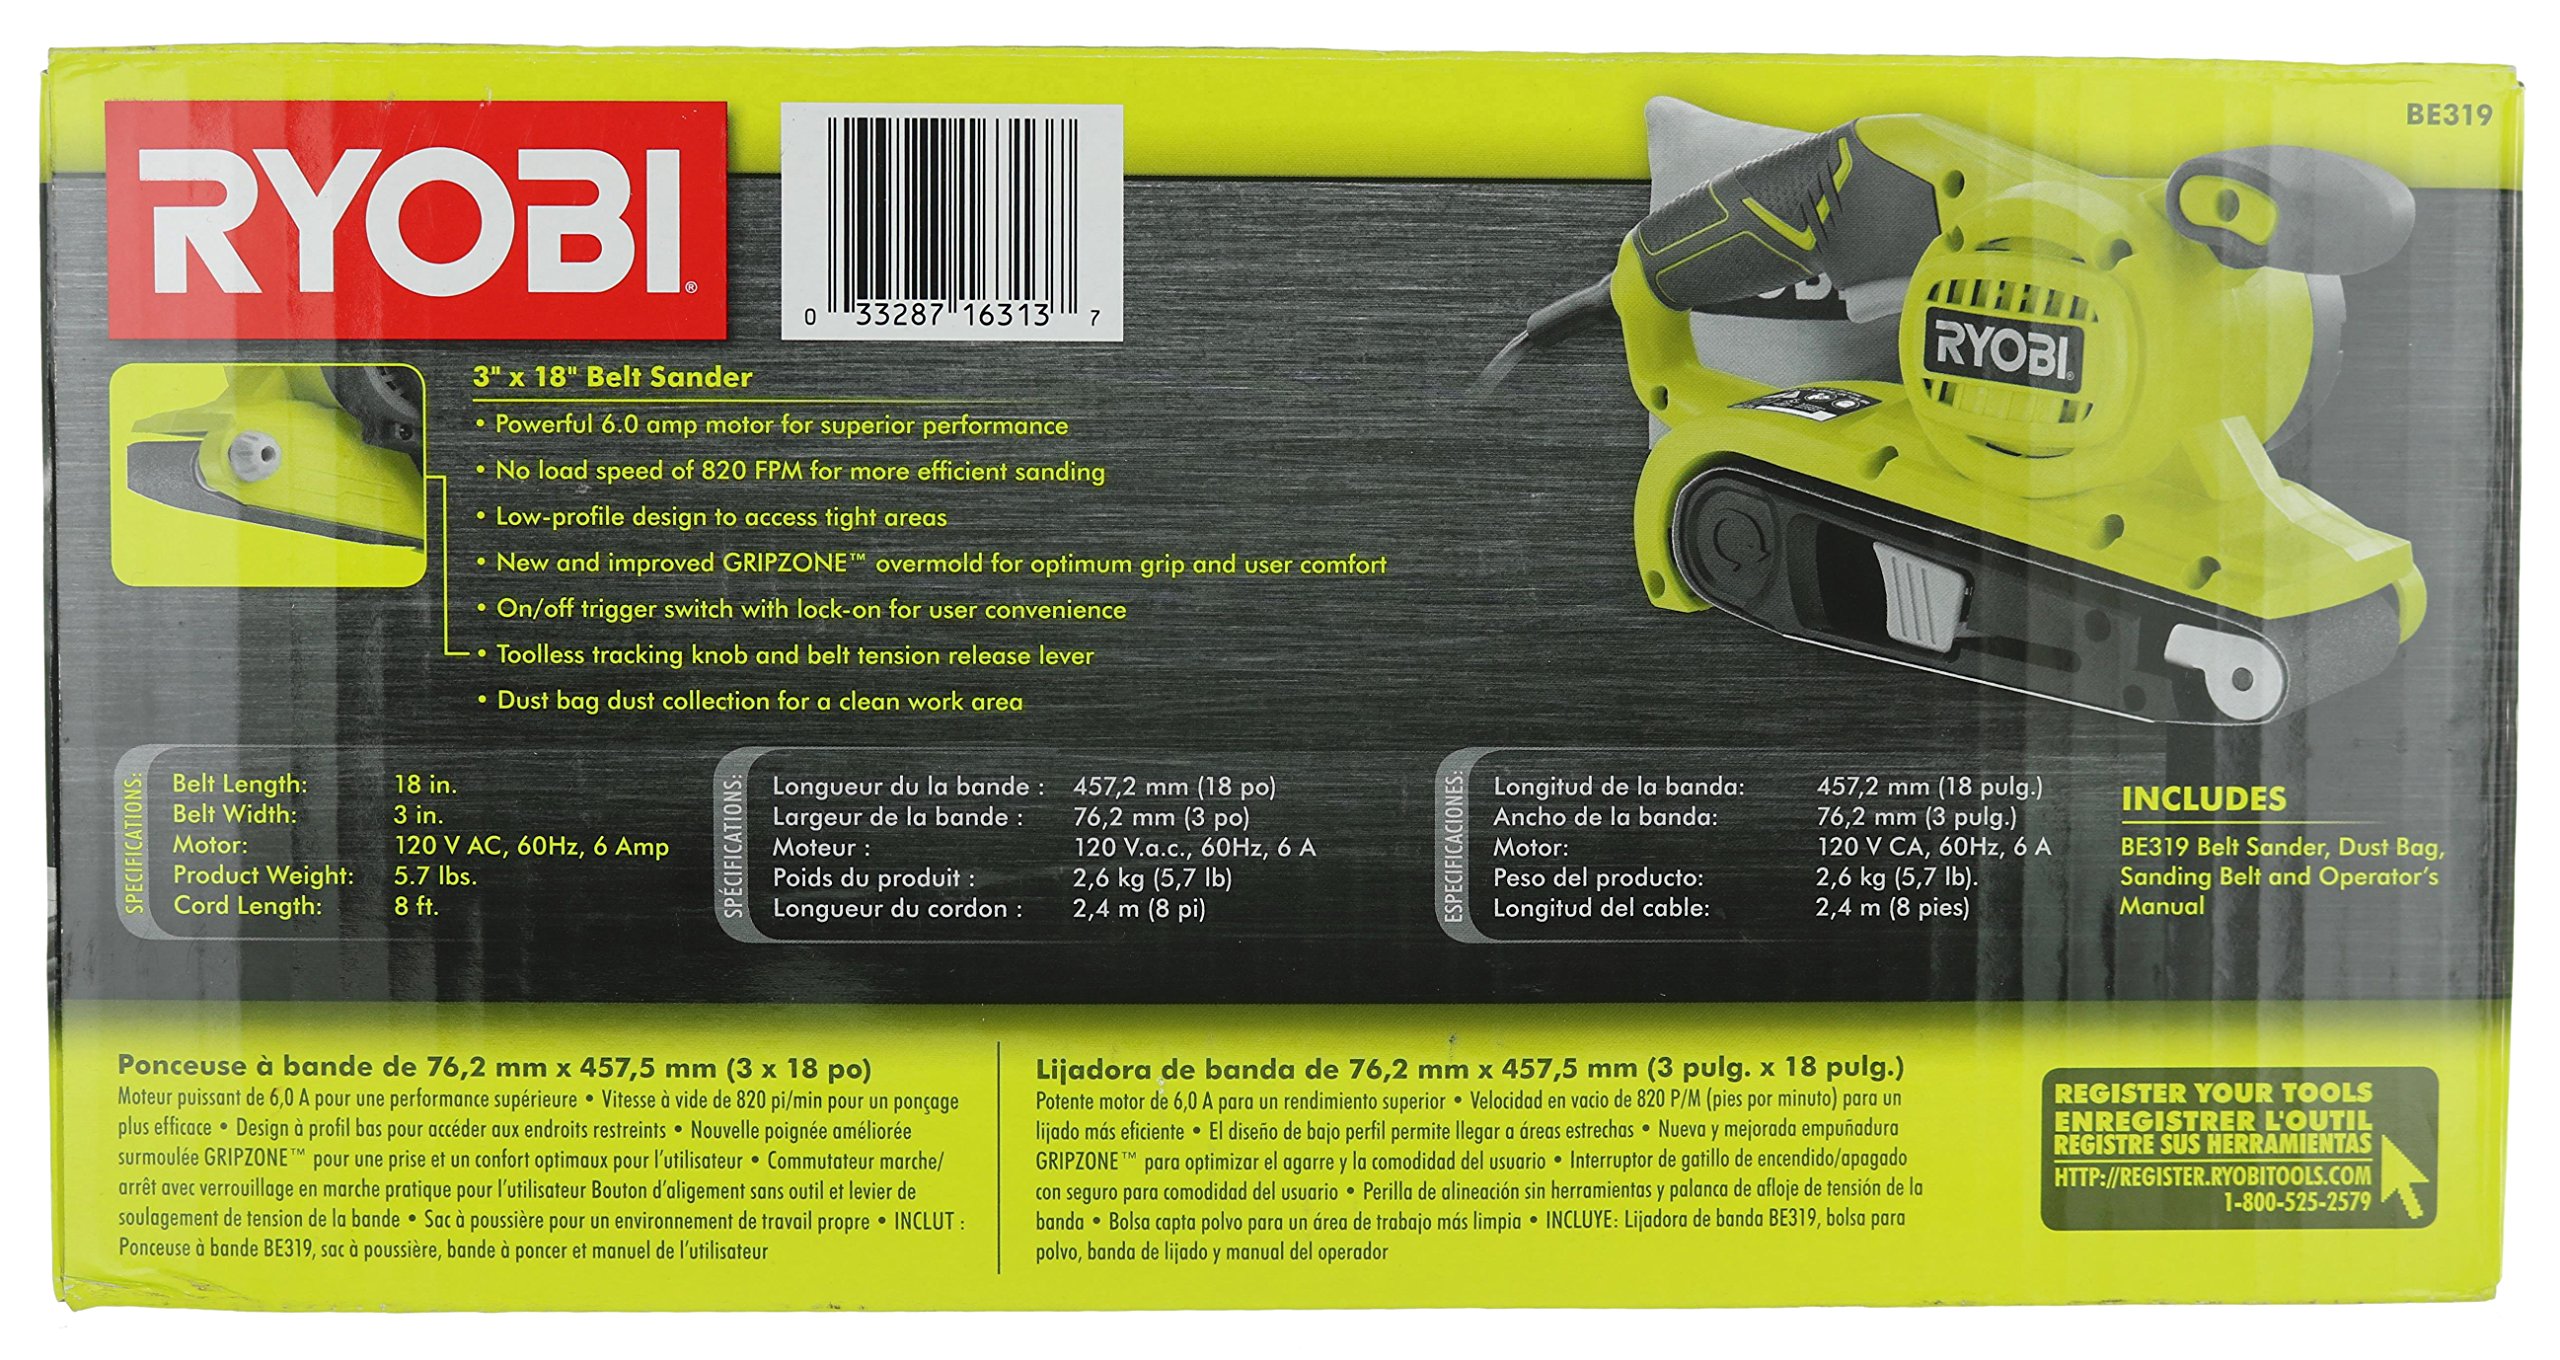 BE319
RYOBI®
0 33287 16313 7
RYOBI
3" x 18" Belt Sander
• Powerful 6.0 amp motor for superior performance
• No load speed of 820 FPM for more efficient sanding
• Low-profile design to access tight areas
• New and improved GRIPZONE™ overmold for optimum grip and user comfort
• On/off trigger switch with lock-on for user convenience
• Toolless tracking knob and belt tension release lever
• Dust bag dust collection for a clean work area
SPECIFICATIONS:
Belt Length: 18 in.
Belt Width: 3 in.
Motor: 120 V AC, 60Hz, 6 Amp
Product Weight: 5.7 lbs.
Cord Length: 8 ft.
SPÉCIFICATIONS:
Longueur du la bande : 457,2 mm (18 po)
Largeur de la bande : 76,2 mm (3 po)
Moteur : 120 V.a.c., 60Hz, 6 A
Poids du produit : 2,6 kg (5,7 lb)
Longueur du cordon : 2,4 m (8 pi)
ESPECIFICACIONES:
Longitud de la banda: 457,2 mm (18 pulg.)
Ancho de la banda: 76,2 mm (3 pulg.)
Motor: 120 V CA, 60Hz, 6 A
Peso del producto: 2,6 kg (5,7 lb).
Longitud del cable: 2,4 m (8 pies)
INCLUDES
BE319 Belt Sander, Dust Bag,
Sanding Belt and Operator's
Manual
Ponceuse à bande de 76,2 mm x 457,5 mm (3 x 18 po)
Moteur puissant de 6,0 A pour une performance supérieure • Vitesse à vide de 820 pi/min pour un ponçage
plus efficace • Design à profil bas pour accéder aux endroits restreints • Nouvelle poignée améliorée
surmoulée GRIPZONE™ pour une prise et un confort optimaux pour l'utilisateur • Commutateur marche/
arrêt avec verrouillage en marche pratique pour l'utilisateur Bouton d'aligement sans outil et levier de
soulagement de tension de la bande • Sac à poussière pour un environnement de travail propre • INCLUT :
Ponceuse à bande BE319, sac à poussière, bande à poncer et manuel de l'utilisateur
Lijadora de banda de 76,2 mm x 457,5 mm (3 pulg. x 18 pulg.)
Potente motor de 6,0 A para un rendimiento superior • Velocidad en vacio de 820 P/M (pies por minuto) para un
lijado más eficiente • El diseño de bajo perfil permite llegar a áreas estrechas • Nueva y mejorada empuñadura
GRIPZONE™ para optimizar el agarre y la comodidad del usuario • Interruptor de gatillo de encendido/apagado
con seguro para comodidad del usuario • Perilla de alineación sin herramientas y palanca de afloje de tensión de la
banda • Bolsa capta polvo para un área de trabajo más limpia • INCLUYE: Lijadora de banda BE319, bolsa para
polvo, banda de lijado y manual del operador
REGISTER YOUR TOOLS
ENREGISTRER L'OUTIL
REGISTRE SUS HERRAMIENTAS
HTTP://REGISTER.RYOBITOOLS.COM
1-800-525-2579